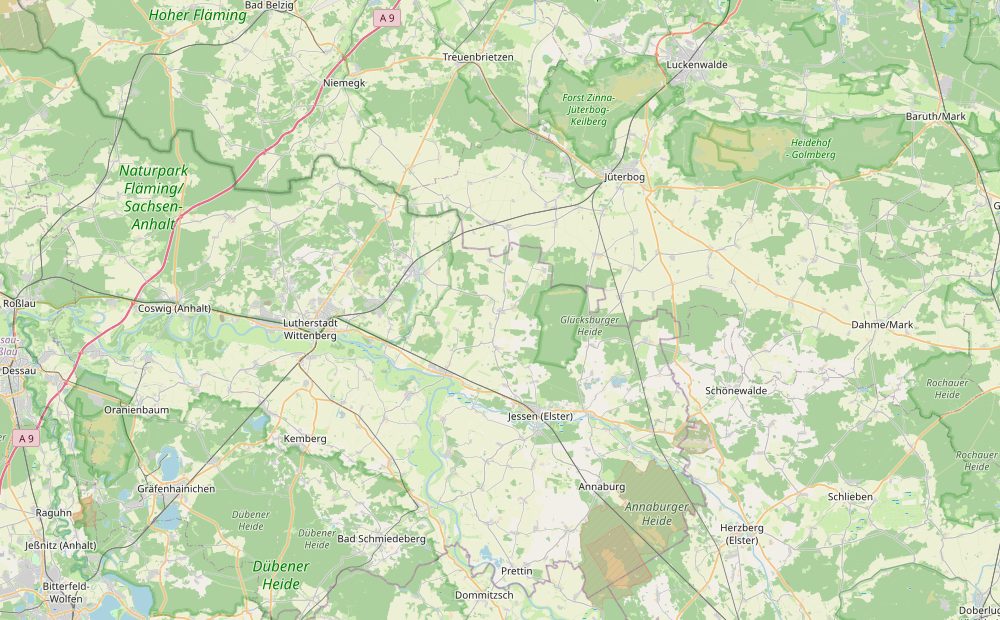 Bad Belzig
Hoher Fläming
A 9
Treuenbrietzen
Luckenwalde
Niemegk
Forst Zinna-
Jüterbog-
Keilberg
Baruth/Mark
Heidehof
- Golmberg
Naturpark
Fläming/
Sachsen-
Anhalt
Jüterbog
G
Roßlau
Coswig (Anhalt)
Lutherstadt
Wittenberg
Glücksburger
Heide
Dahme/Mark
ßlau
Dessau
Rochauer
Heide
Schönewalde
Oranienbaum
Jessen (Elster)
A 9
Kemberg
Rochauer
Heide
Gräfenhainichen
Annaburg
Schlieben
Annaburger
Heide
Raguhn
Dubener
Heide
Dübener
Heide
Bad Schmiedeberg
Herzberg
(Elster)
Jeßnitz (Anhalt)
Dübener
Heide
Prettin
Bitterfeld-
Wolfen
Dommitzsch
Doberluc